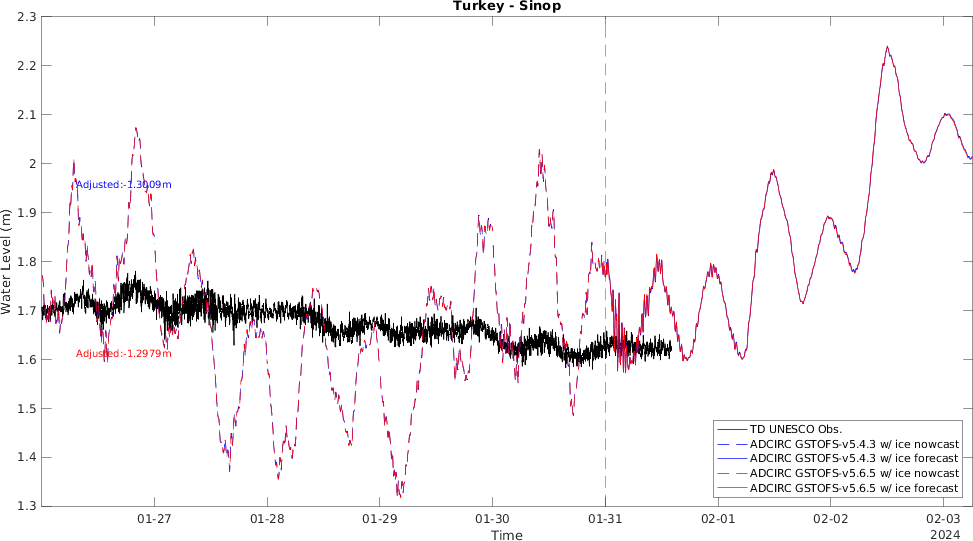 Turkey - Sinop
2.3
2.2
2.1
2
1.9
1.8
1.7
1.6
1.5
1.4
1.3
Water Level (m)
Adjusted:-1.3009m
Adjusted:-1.2979m
TD UNESCO Obs.
ADCIRC GSTOFS-v5.4.3 w/ ice nowcast
ADCIRC GSTOFS-v5.4.3 w/ ice forecast
ADCIRC GSTOFS-v5.6.5 w/ ice nowcast
ADCIRC GSTOFS-v5.6.5 w/ ice forecast
01-27 01-28 01-29 01-30 01-31 02-01 02-02 02-03
Time
2024